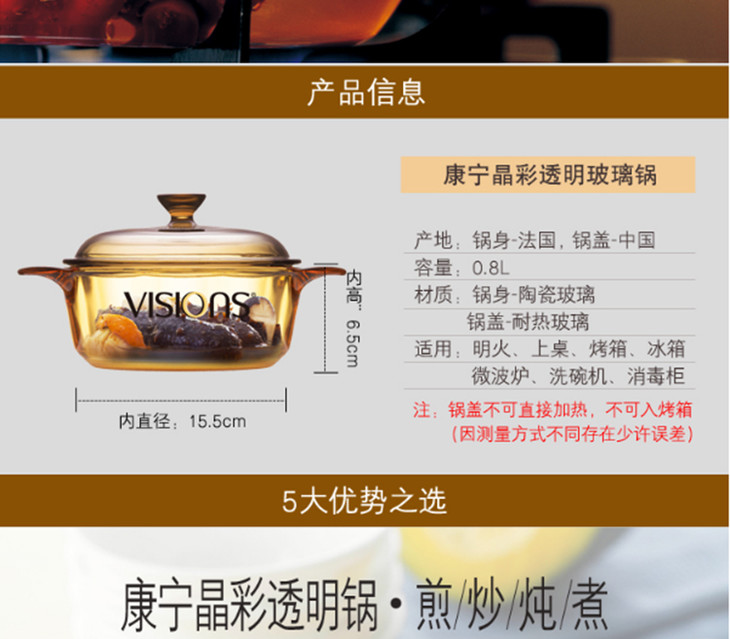 产品信息
康宁晶彩透明玻璃锅
产地：锅身-法国，锅盖-中国
容量：0.8L
材质：锅身-陶瓷玻璃
锅盖-耐热玻璃
适用：明火、上桌、烤箱、冰箱
微波炉、洗碗机、消毒柜
注：锅盖不可直接加热，不可入烤箱
(因测量方式不同存在少许误差)
VISIONS
内高：6.5cm
内直径：15.5cm
5大优势之选
康宁晶彩透明锅·煎/炒/炖/煮